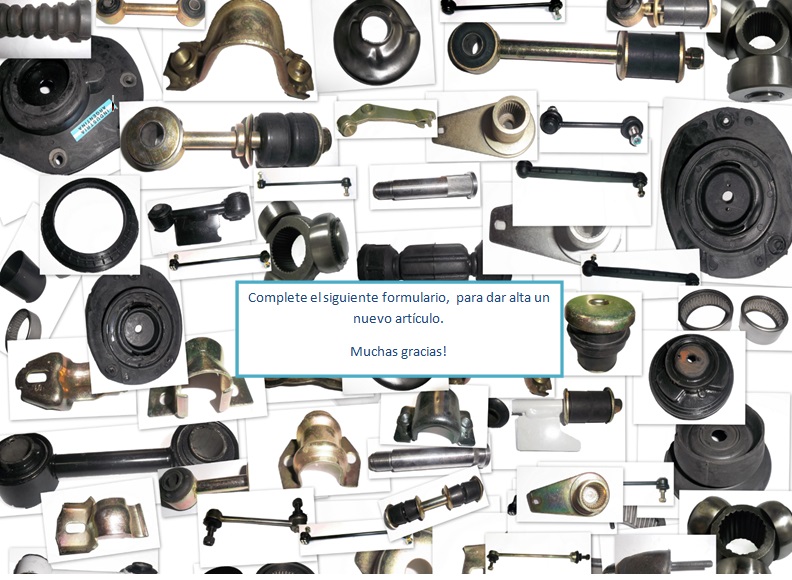 Complete el siguiente formulario, para dar alta un
nuevo artículo.
Muchas gracias!